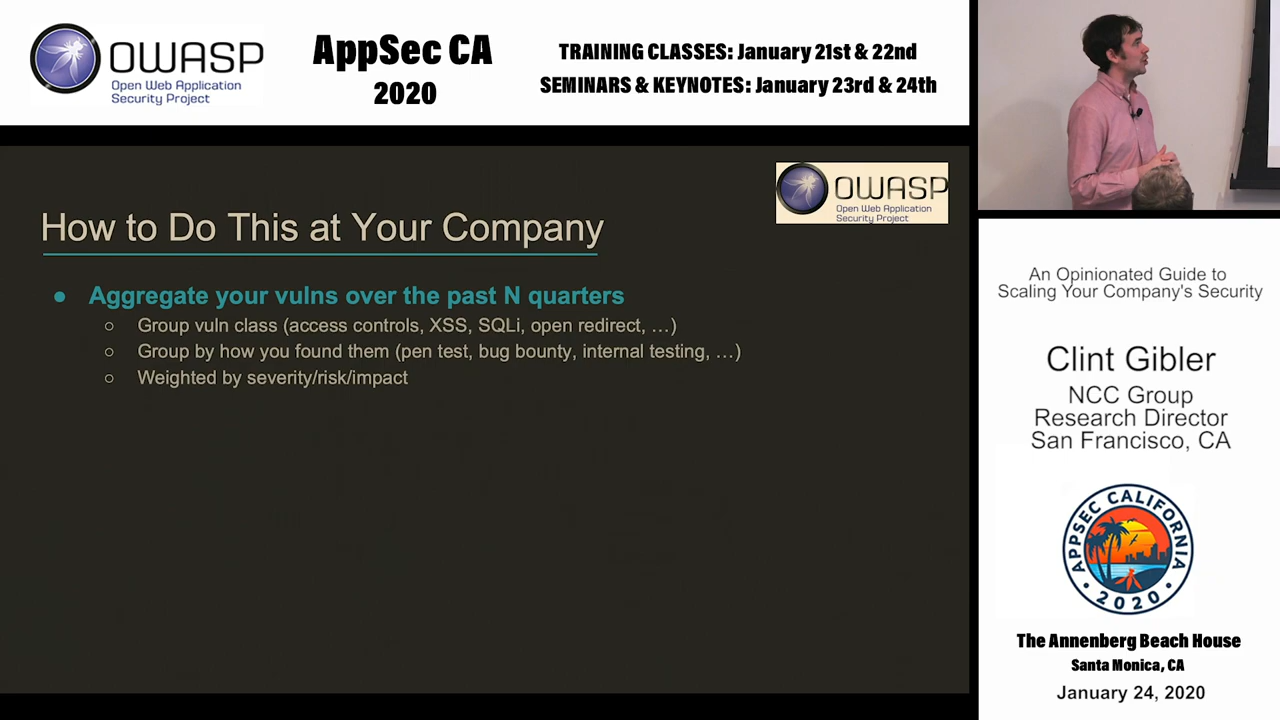 OWASP
Open Web Application
Security Project
AppSec CA
2020
TRAINING CLASSES: January 21st & 22nd
SEMINARS & KEYNOTES: January 23rd & 24th
OWASP
Open Web Application
Security Project
How to Do This at Your Company
● Aggregate your vulns over the past N quarters
○ Group vuln class (access controls, XSS, SQLi, open redirect, …)
○ Group by how you found them (pen test, bug bounty, internal testing, …)
○ Weighted by severity/risk/impact
An Opinionated Guide to
Scaling Your Company's Security
Clint Gibler
NCC Group
Research Director
San Francisco, CA
APPSEC CALIFORNIA
• 2020 •
The Annenberg Beach House
Santa Monica, CA
January 24, 2020